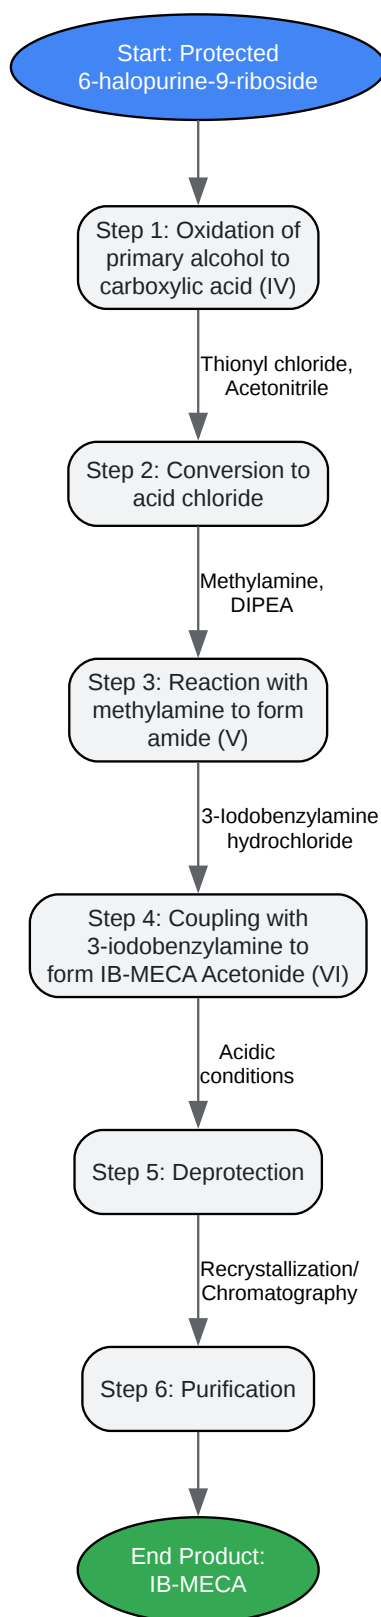 Start: Protected
6-halopurine-9-riboside
Step 1: Oxidation of
primary alcohol to
carboxylic acid (IV)
Thionyl chloride,
Acetonitrile
Step 2: Conversion to
acid chloride
Methylamine,
DIPEA
Step 3: Reaction with
methylamine to form
amide (V)
3-Iodobenzylamine
hydrochloride
Step 4: Coupling with
3-iodobenzylamine to
form IB-MECA Acetonide (VI)
Acidic
conditions
Step 5: Deprotection
Recrystallization/
Chromatography
Step 6: Purification
End Product:
IB-MECA